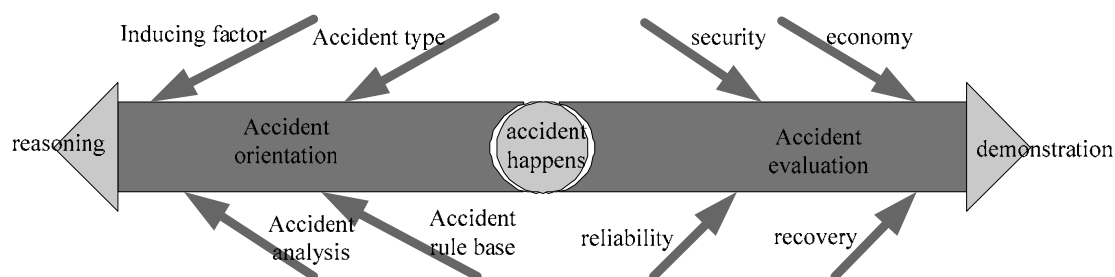 Inducing factor
Accident type
security
economy
reasoning
Accident
orientation
accident
happens
Accident
evaluation
demonstration
Accident
analysis
Accident
rule base
reliability
recovery